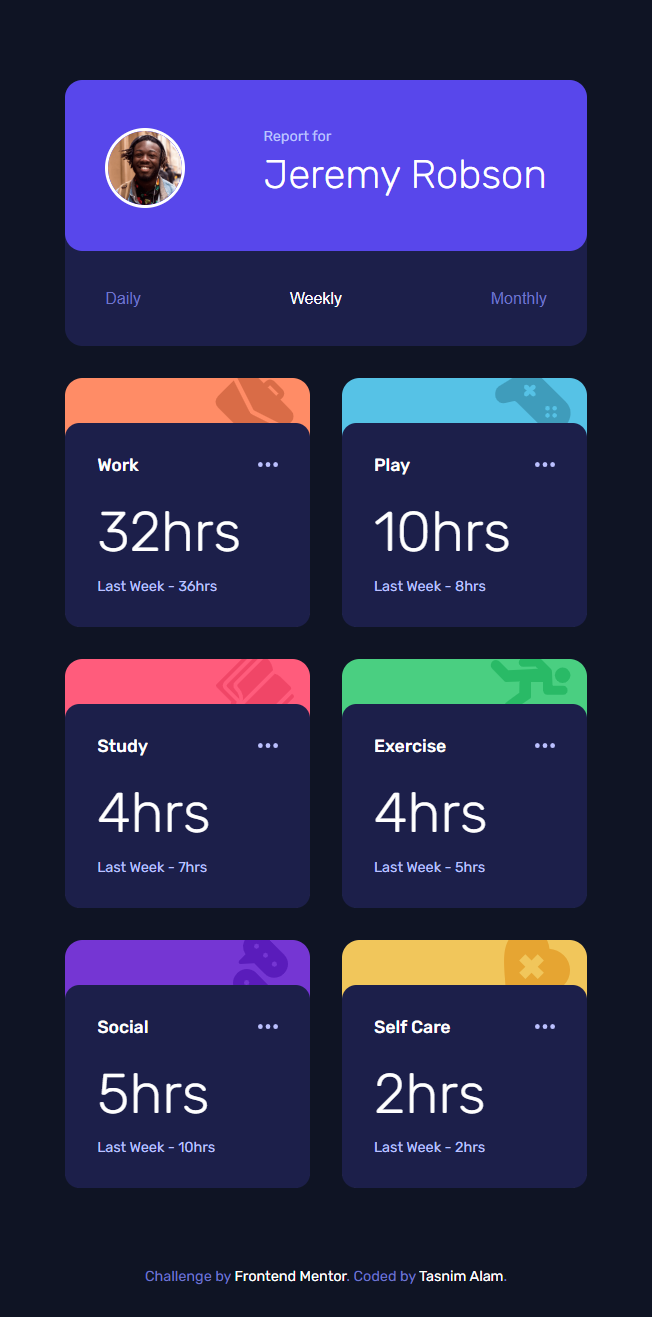 Report for
Jeremy Robson
Daily Weekly Monthly
Work
32hrs
Last Week - 36hrs
Play
10hrs
Last Week - 8hrs
Study
4hrs
Last Week - 7hrs
Exercise
4hrs
Last Week - 5hrs
Social
5hrs
Last Week - 10hrs
Self Care
2hrs
Last Week - 2hrs
Challenge by Frontend Mentor. Coded by Tasnim Alam.